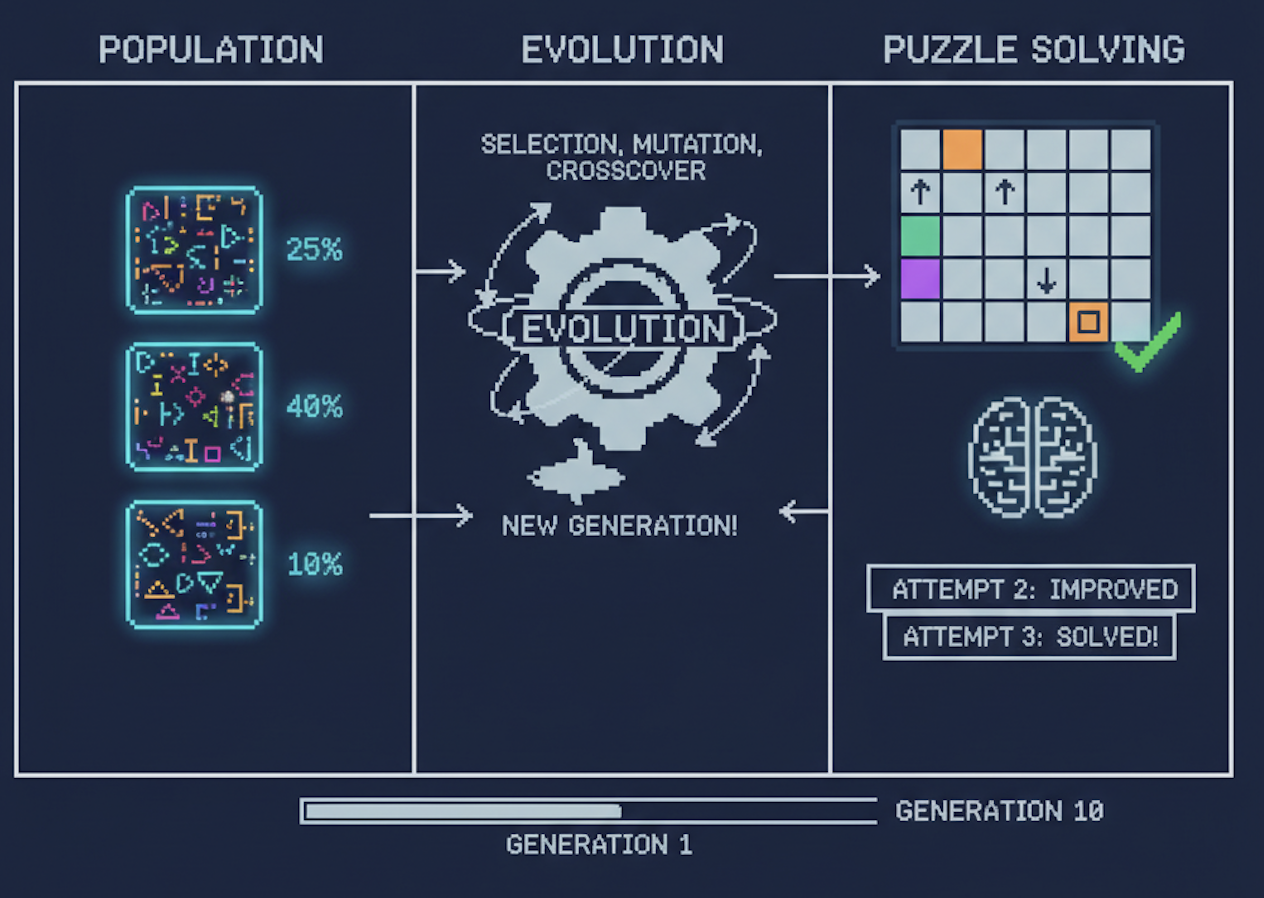 POPULATION
EVOLUTION
PUZZLE SOLVING
25%
40%
10%
SELECTION, MUTATION,
CROSSCOVER
EVOLUTION
NEW GENERATION!
ATTEMPT 2: IMPROVED
ATTEMPT 3: SOLVED!
GENERATION 10
GENERATION 1